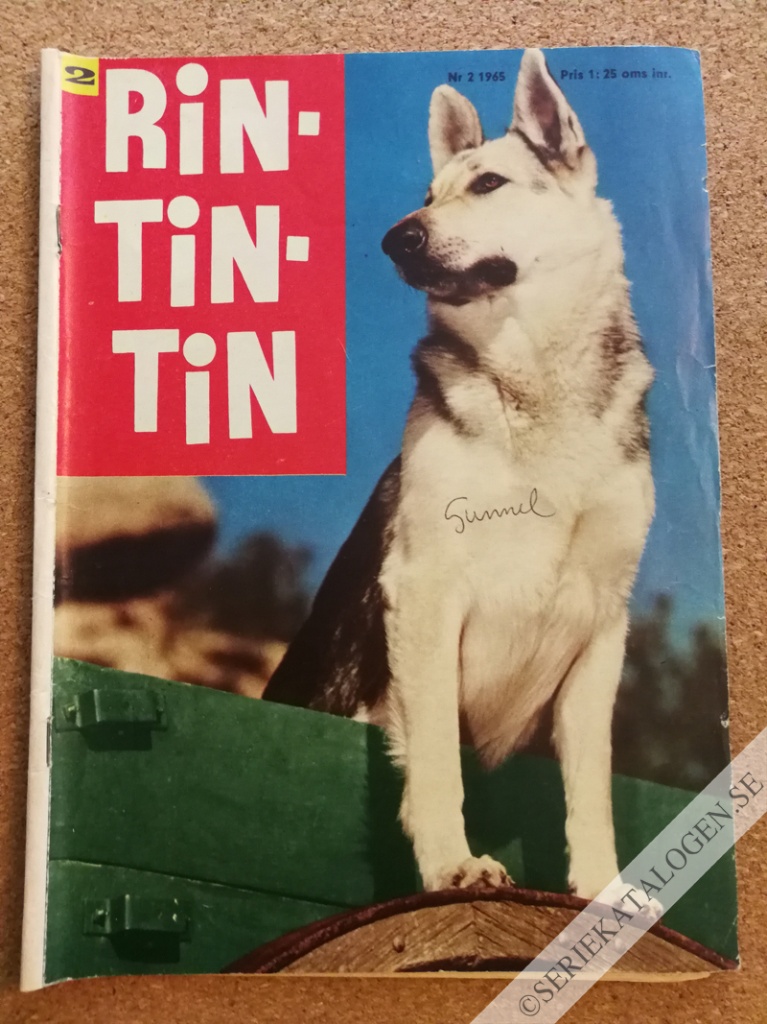 2
RiN-
TiN-
TiN
Nr 2 1965 Pris 1:25 oms inr.
Gunnel
©SERIEKATALOGEN.SE